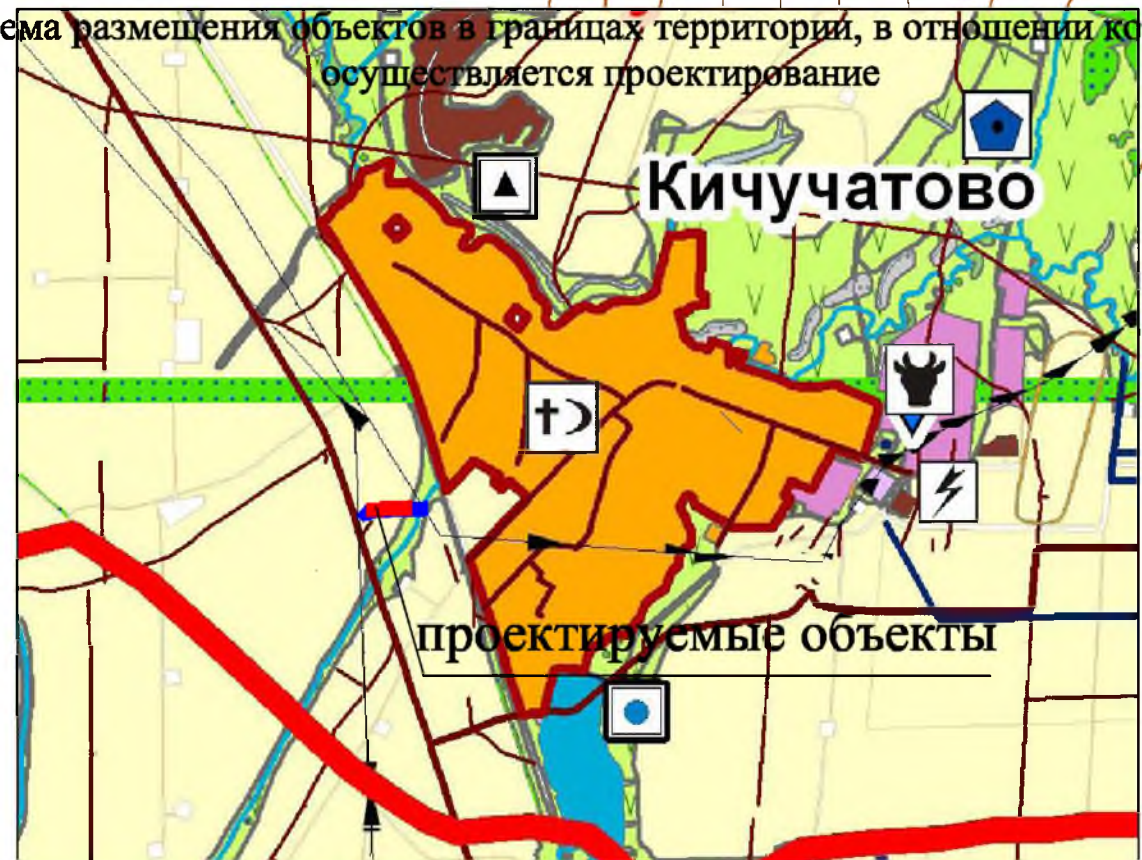 ема размещения объектов в границах территории, в отношении ко
осуществляется проектирование
Кичучатово
проектируемые объекты